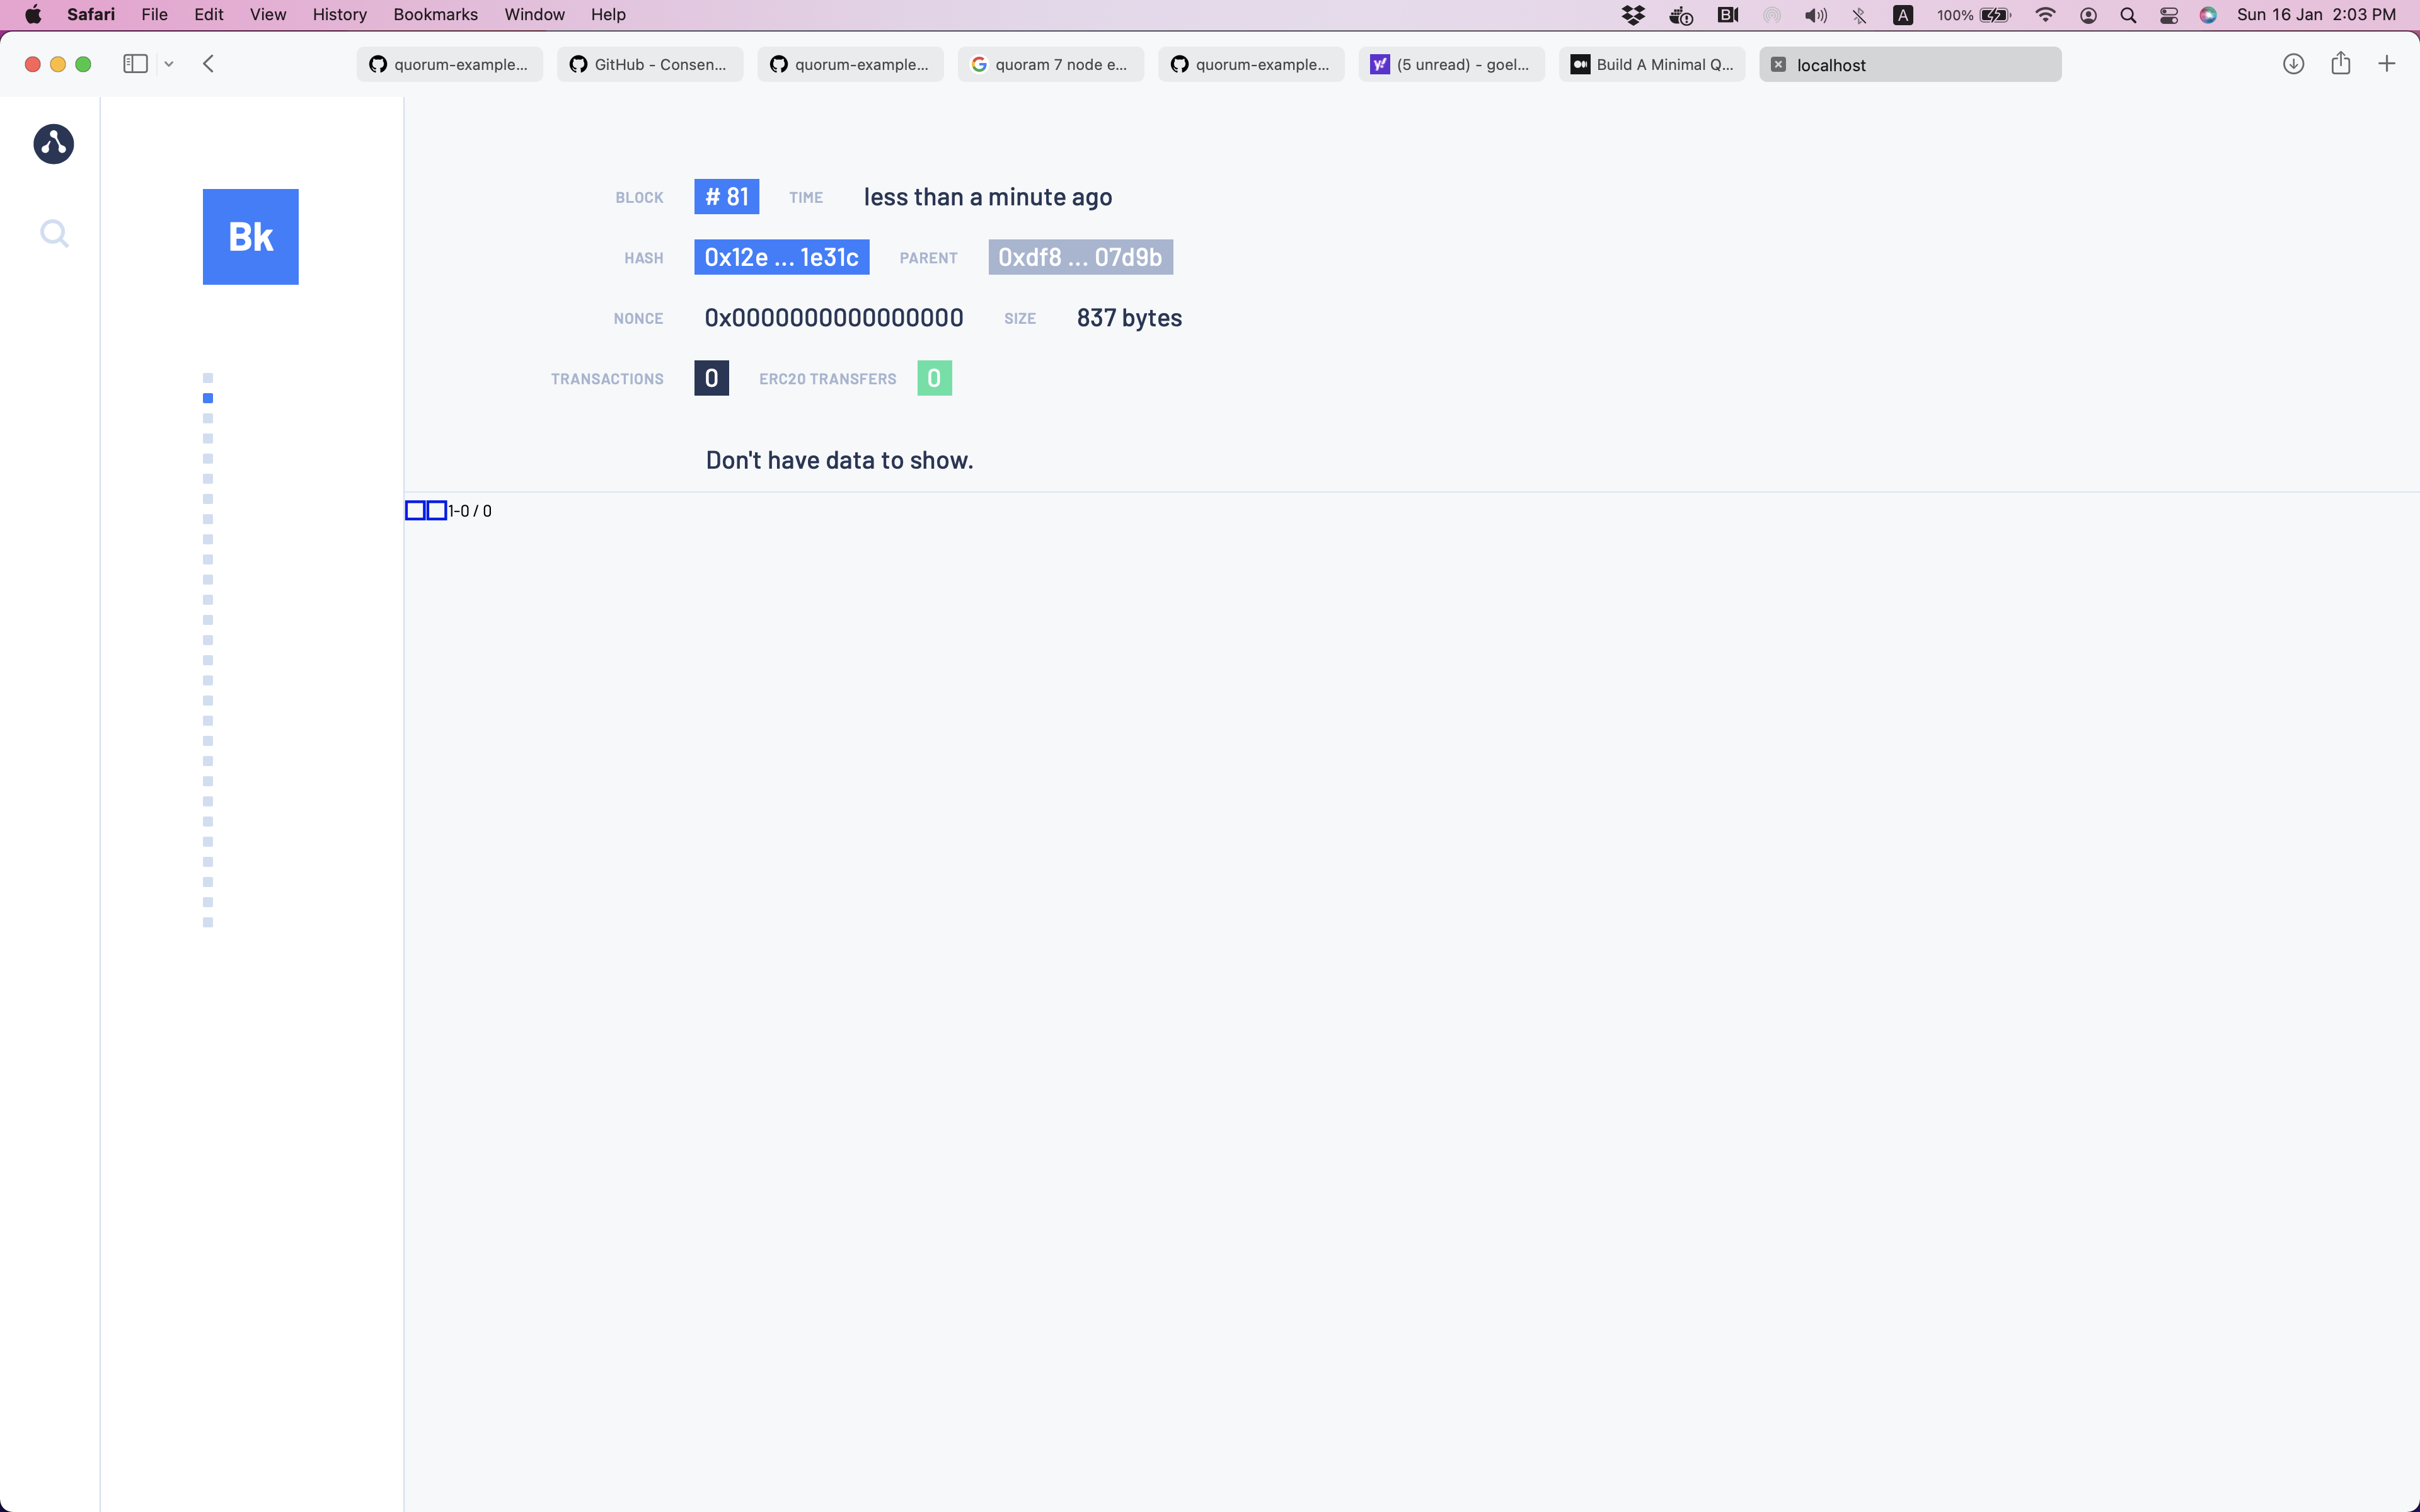 Safari File Edit View History Bookmarks Window Help A 100% Sun 16 Jan 2:03 PM
quorum-example... GitHub - Consen... quorum-example... quoram 7 node e... quorum-example... (5 unread) - goel... Build A Minimal Q... localhost
Bk
BLOCK # 81 TIME less than a minute ago
HASH 0x12e ... 1e31c PARENT 0xdf8 ... 07d9b
NONCE 0x0000000000000000 SIZE 837 bytes
TRANSACTIONS 0 ERC20 TRANSFERS 0
Don't have data to show.
1-0 / 0